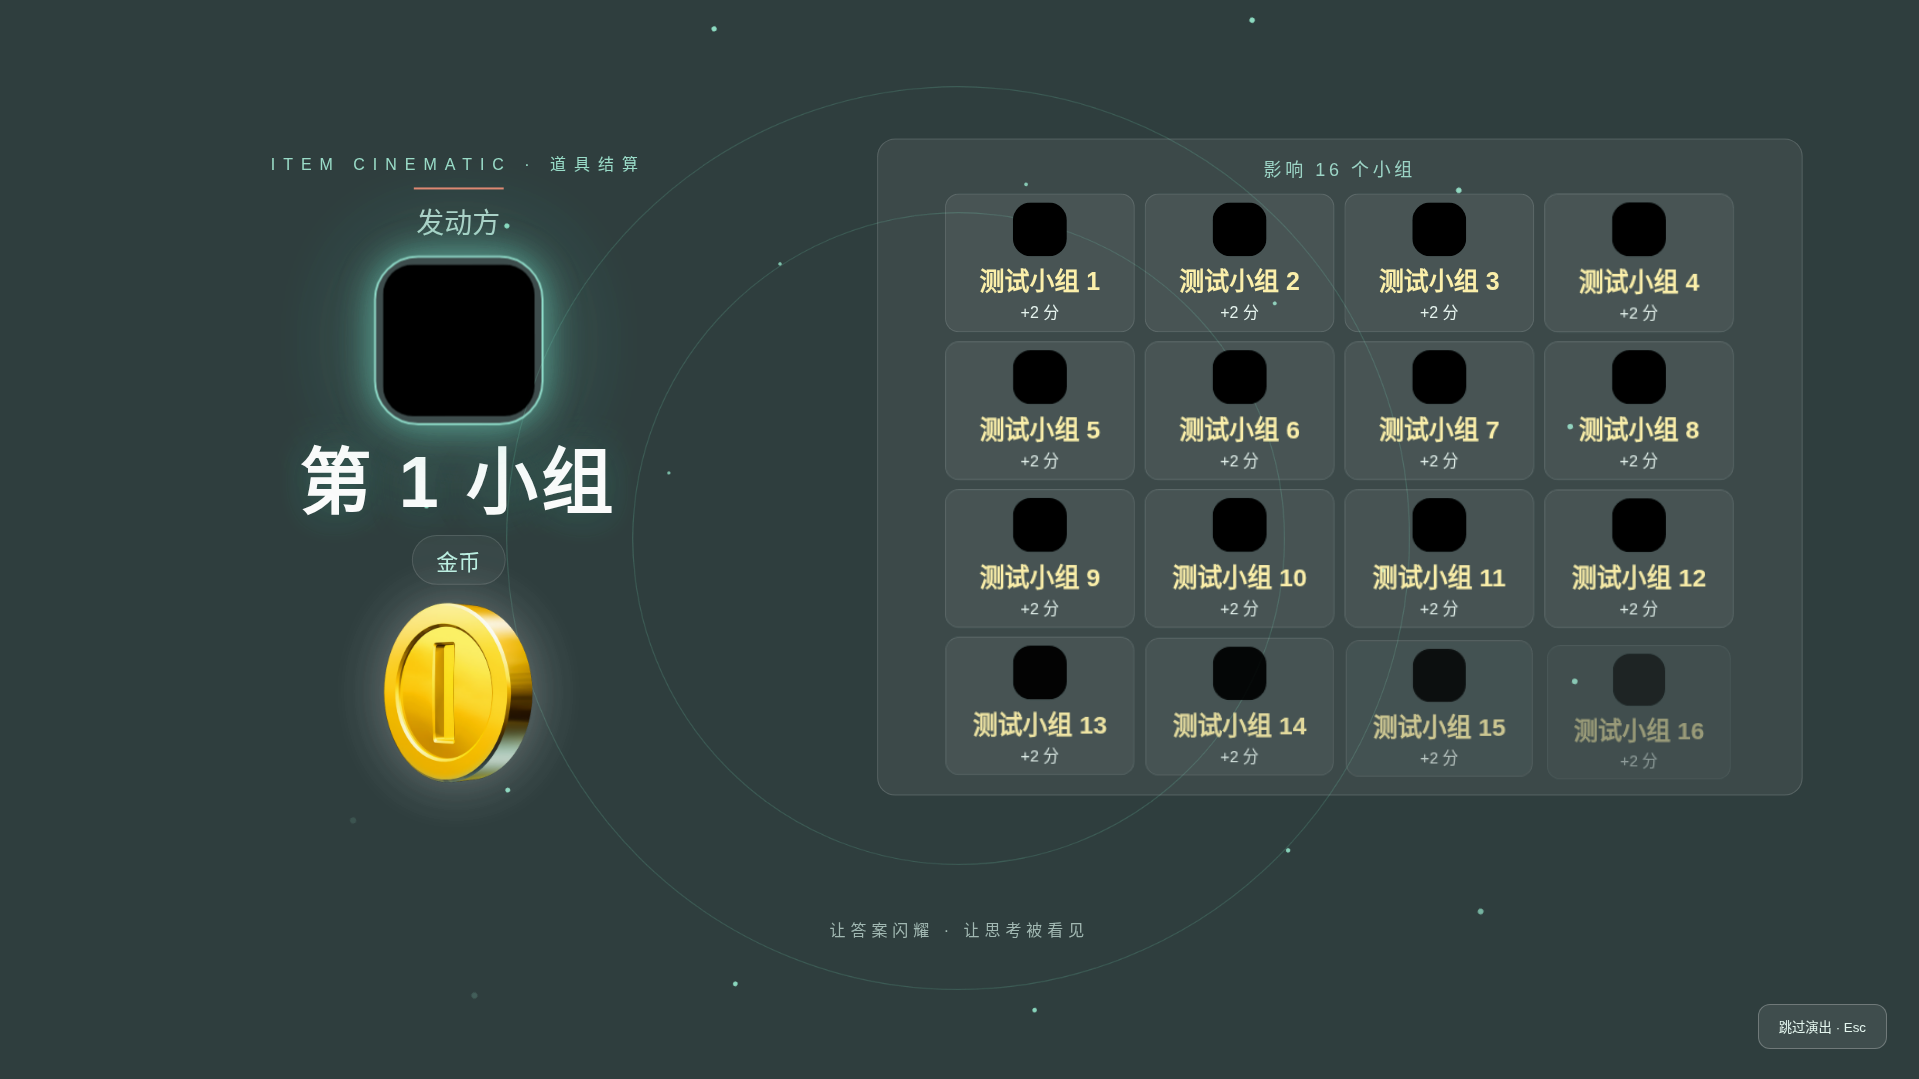 ITEM CINEMATIC · 道具结算
发动方
第 1 小组
金币
影响 16 个小组
测试小组 1
+2 分
测试小组 2
+2 分
测试小组 3
+2 分
测试小组 4
+2 分
测试小组 5
+2 分
测试小组 6
+2 分
测试小组 7
+2 分
测试小组 8
+2 分
测试小组 9
+2 分
测试小组 10
+2 分
测试小组 11
+2 分
测试小组 12
+2 分
测试小组 13
+2 分
测试小组 14
+2 分
测试小组 15
+2 分
测试小组 16
+2 分
让答案闪耀 · 让思考被看见
跳过演出 · Esc